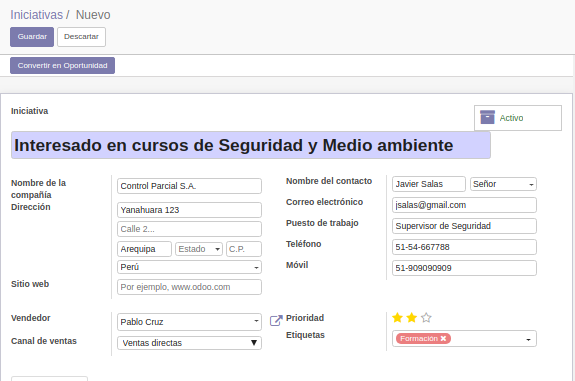 Iniciativas / Nuevo
Guardar Descartar
Convertir en Oportunidad
Iniciativa
Activo
Interesado en cursos de Seguridad y Medio ambiente
Nombre de la compañía Control Parcial S.A.
Dirección Yanahuara 123
Calle 2...
Arequipa Estado C.P.
Perú
Sitio web Por ejemplo, www.odoo.com
Nombre del contacto Javier Salas Señor
Correo electrónico jsalas@gmail.com
Puesto de trabajo Supervisor de Seguridad
Teléfono 51-54-667788
Móvil 51-909090909
Vendedor Pablo Cruz
Canal de ventas Ventas directas
Prioridad
Etiquetas Formación ×